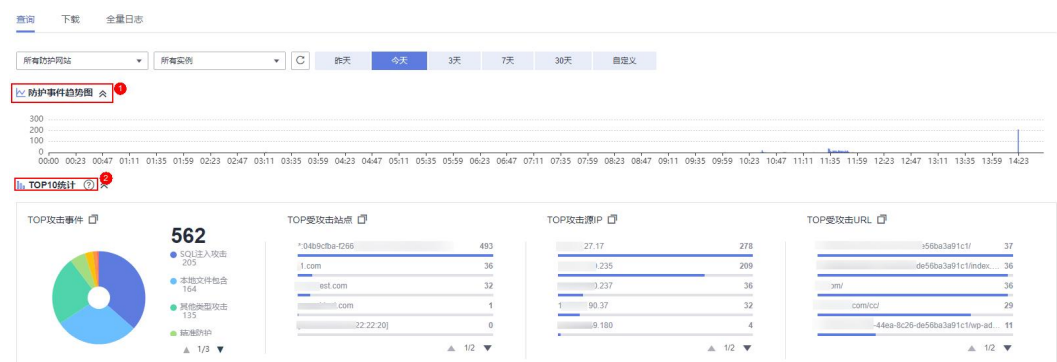 查询 下载 全量日志
所有防护网站 所有实例 昨天 今天 3天 7天 30天 自定义
防护事件趋势图 1
300
200
100
0
00:00 00:23 00:47 01:11 01:35 01:59 02:23 02:47 03:11 03:35 03:59 04:23 04:47 05:11 05:35 05:59 06:23 06:47 07:11 07:35 07:59 08:23 08:47 09:11 09:35 09:59 10:23 10:47 11:11 11:35 11:59 12:23 12:47 13:11 13:35 13:59 14:23
TOP10统计 ? 2
TOP攻击事件 TOP受攻击站点 TOP攻击源IP TOP受攻击URL
562
SQL注入攻击
205
本地文件包含
164
其他类型攻击
135
精准防护
1/3
*.04b9cfba-f266 493
.1.com 36
est.com 32
.com 1
22:22:20] 0
1/2
27.17 278
.235 209
0.237 36
1 90.37 32
9.180 4
1/2
e56ba3a91c1/ 37
de56ba3a91c1/index.... 36
om/ 36
com/cc/ 29
-44ea-8c26-de56ba3a91c1/wp-ad... 11
1/2